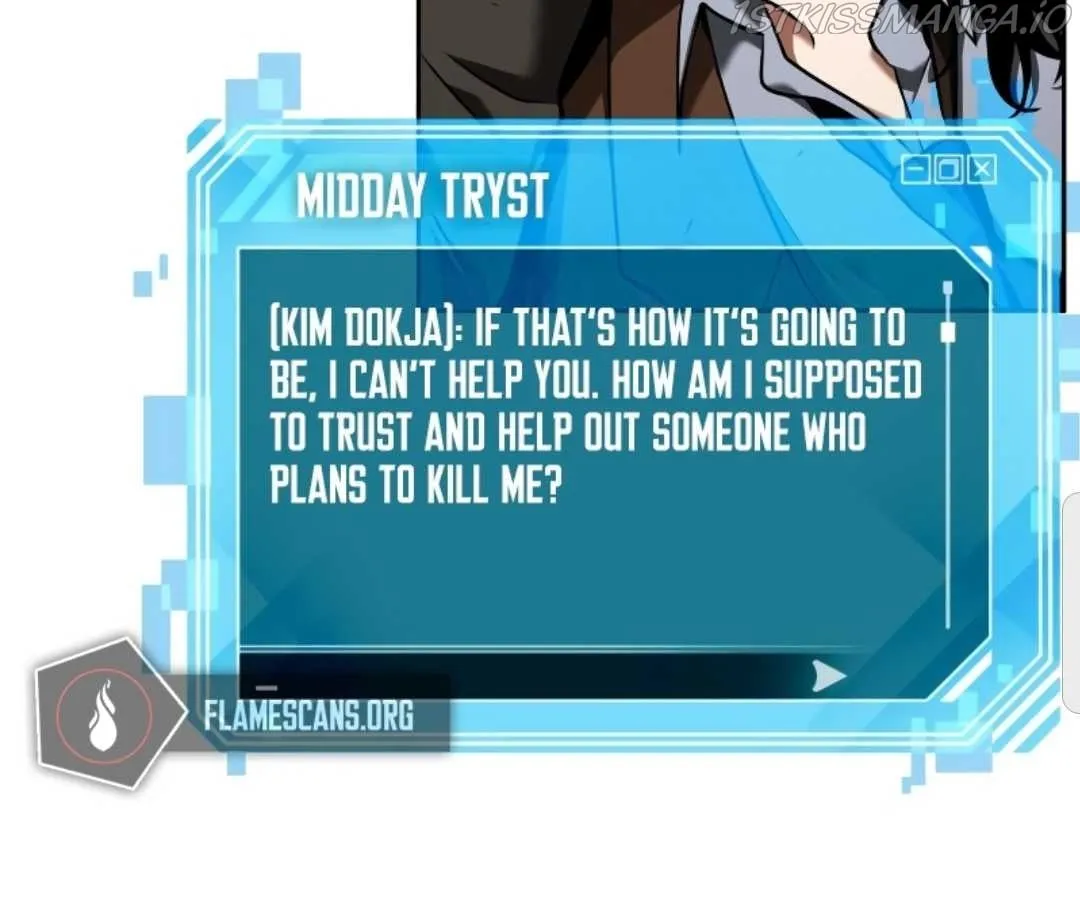 1STKISSMANGA.iO
MIDDAY TRYST
[KIM DOKJA]: IF THAT'S HOW IT'S GOING TO
BE, I CAN'T HELP YOU. HOW AM I SUPPOSED
TO TRUST AND HELP OUT SOMEONE WHO
PLANS TO KILL ME?
FLAMESCANS.ORG